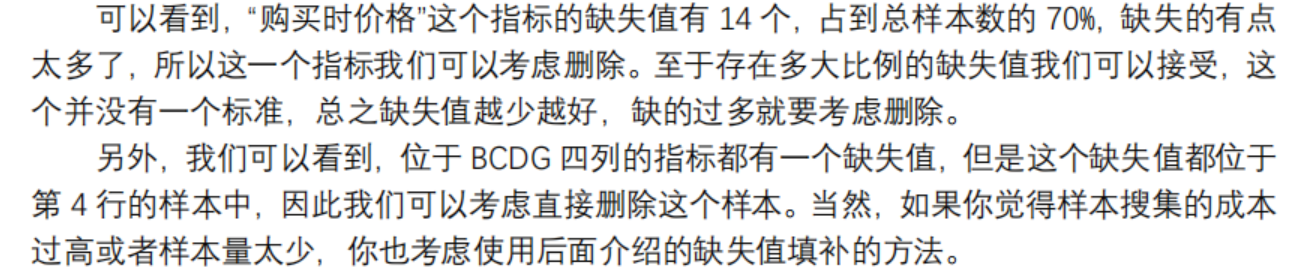 可以看到，“购买时价格”这个指标的缺失值有 14 个，占到总样本数的 70%，缺失的有点
太多了，所以这一个指标我们可以考虑删除。至于存在多大比例的缺失值我们可以接受，这
个并没有一个标准，总之缺失值越少越好，缺的过多就要考虑删除。
另外，我们可以看到，位于 BCDG 四列的指标都有一个缺失值，但是这个缺失值都位于
第 4 行的样本中，因此我们可以考虑直接删除这个样本。当然，如果你觉得样本搜集的成本
过高或者样本量太少，你也考虑使用后面介绍的缺失值填补的方法。